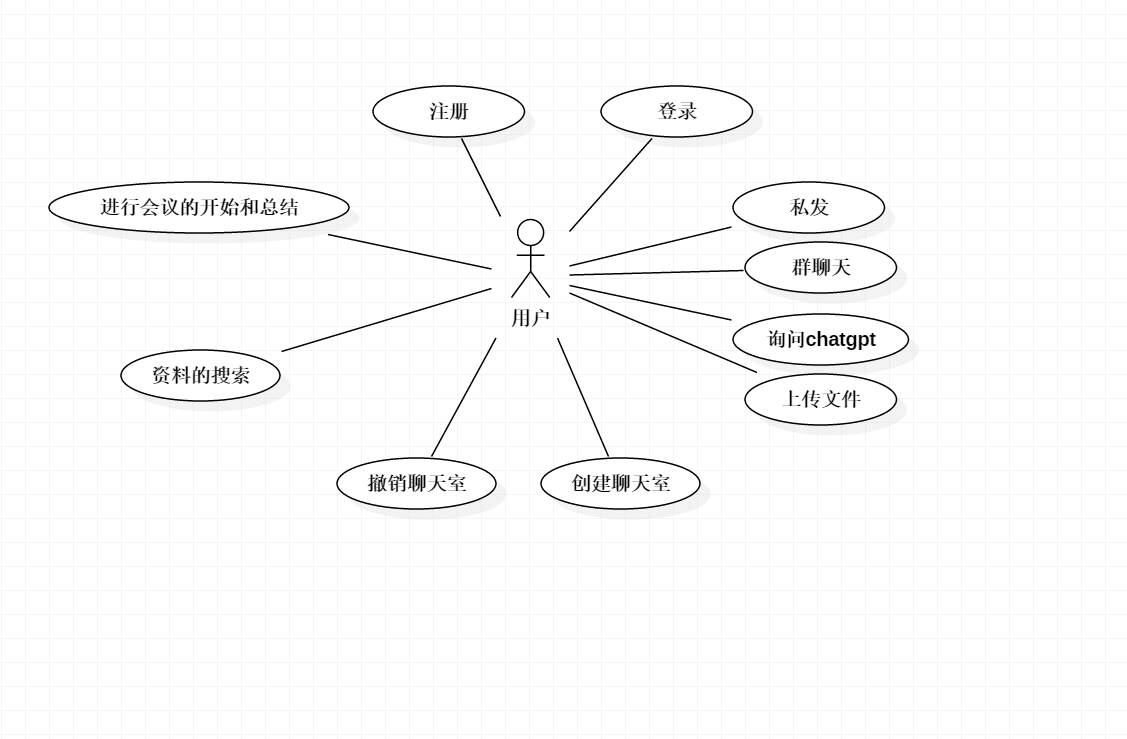 注册
登录
进行会议的开始和总结
私发
群聊天
用户
询问chatgpt
资料的搜索
上传文件
撤销聊天室
创建聊天室